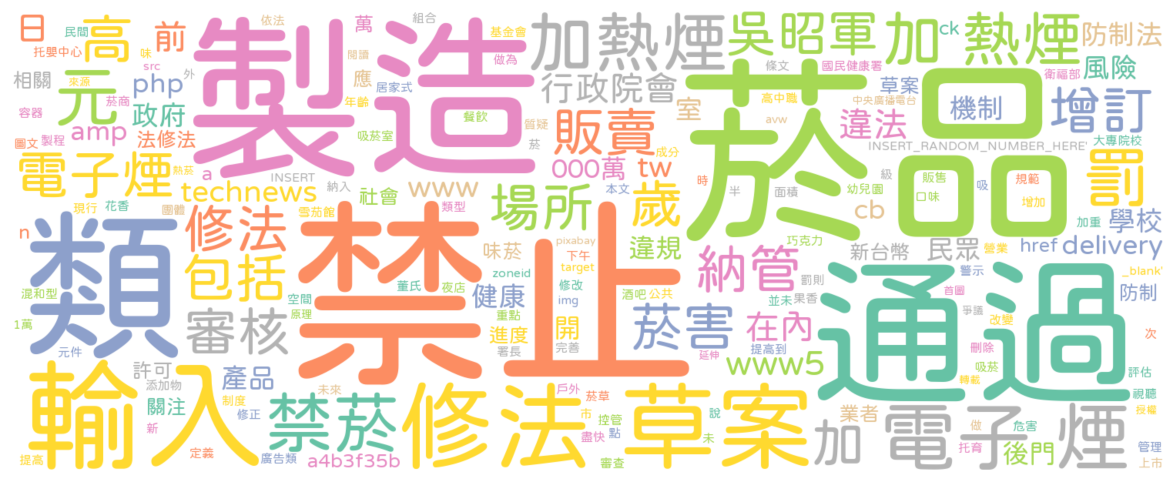 日
民間
托嬰中心
高
依法
前
組合
萬
製造
基金會
做為
加熱煙
吳昭軍
加
ck
熱煙
防制法
相關
味
src
外
閱讀
應
居家式
行政院會
條文
國民健康署
草案
衛福部
風險
來源
元
php
年齡
高中職
中央廣播電台
機制
增訂
容器
菸商
政府
吸菸室
餐飲
質疑
室
avw
菸品
違法
大專院校
圖文
製程
amp
法修法
販賣
菸
成分
INSERT_RANDOM_NUMBER_HERE'
電子煙
熱菸
a
INSERT
納入
000萬
tw
時
半
面積
級
幼兒園
販售
吸
規範
罰
現行
花香
technews
www
社會
本文
口味
增加
團體
雪茄館
類型
場所
歲
cb
加重
學校
n
類
修法
禁止
味菸
pixabay
下午
違規
巧克力
新台幣
民眾
營業
href
delivery
包括
zoneid
target
納管
罰則
警示
_blank'
混和型
空間
董氏
夜店
健康
修改
img
酒吧
公共
並未
果香
首圖
防制
1萬
原理
重點
進度
開
菸害
在內
通過
爭議
改變
次
元件
審核
署長
完善
延伸
提高到
www5
刪除
吸菸
評估
許可
產品
未來
戶外
轉載
視聽
輸入
添加物
制度
關注
修正
禁菸
修法
菸草
市
控管
說
草案
業者
做
危害
授權
新
盡快
點
未
加
電子
煙
後門
管理
提高
定義
廣告類
a4b3f35b
審查
托育
上市